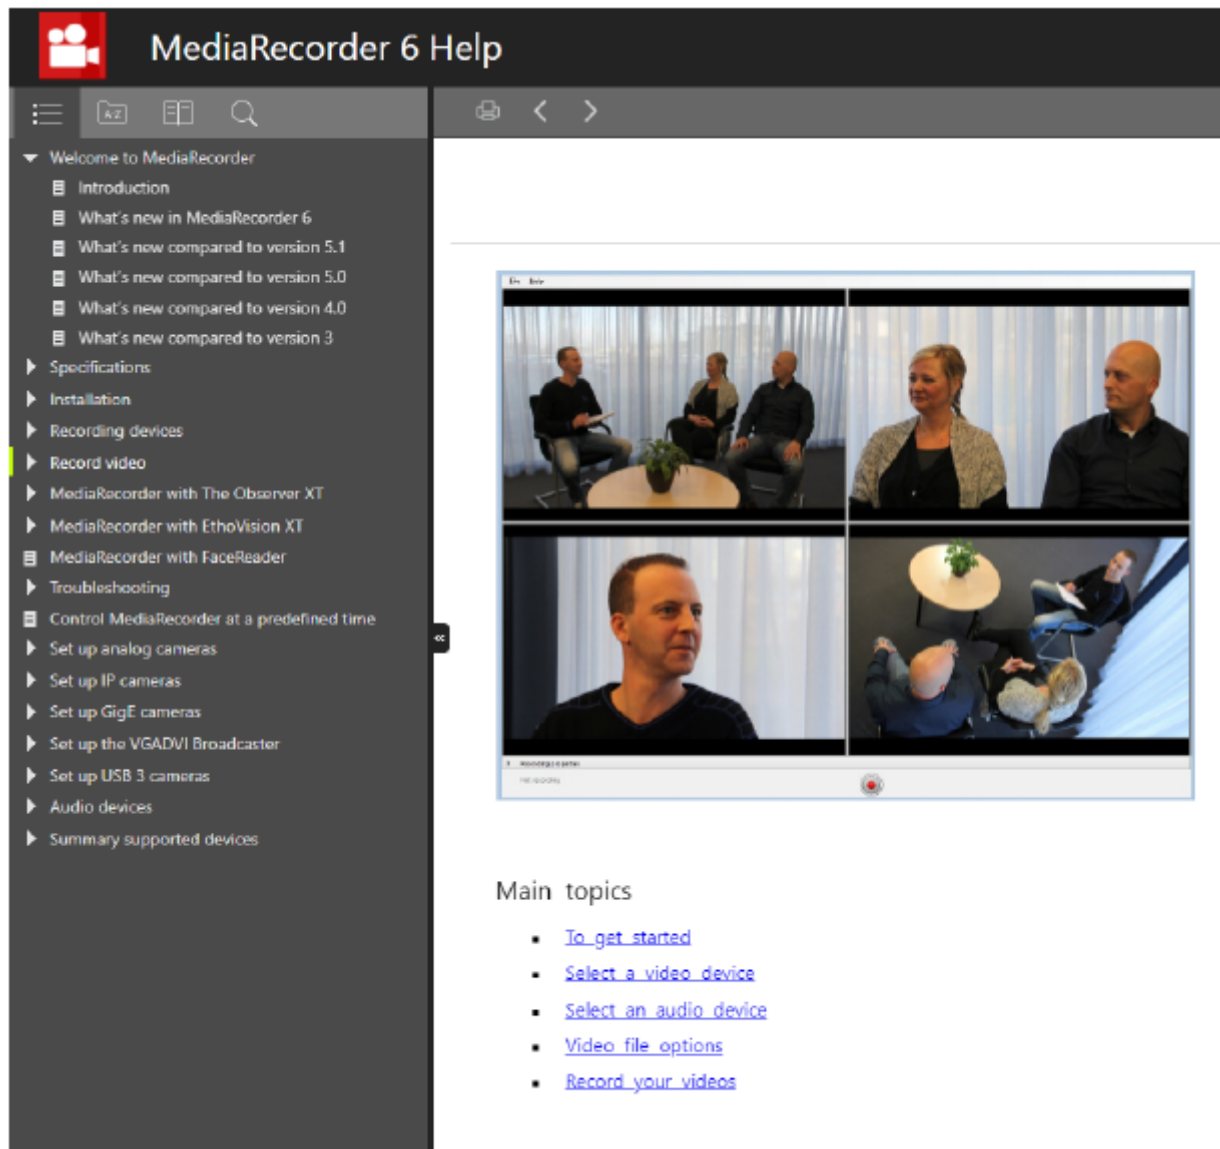 MediaRecorder 6 Help
A-Z
Welcome to MediaRecorder
Introduction
What's new in MediaRecorder 6
What's new compared to version 5.1
What's new compared to version 5.0
What's new compared to version 4.0
What's new compared to version 3
Specifications
Installation
Recording devices
Record video
MediaRecorder with The Observer XT
MediaRecorder with EthoVision XT
MediaRecorder with FaceReader
Troubleshooting
Control MediaRecorder at a predefined time
Set up analog cameras
Set up IP cameras
Set up GigE cameras
Set up the VGADVI Broadcaster
Set up USB 3 cameras
Audio devices
Summary supported devices
Main topics
To get started
Select a video device
Select an audio device
Video file options
Record your videos